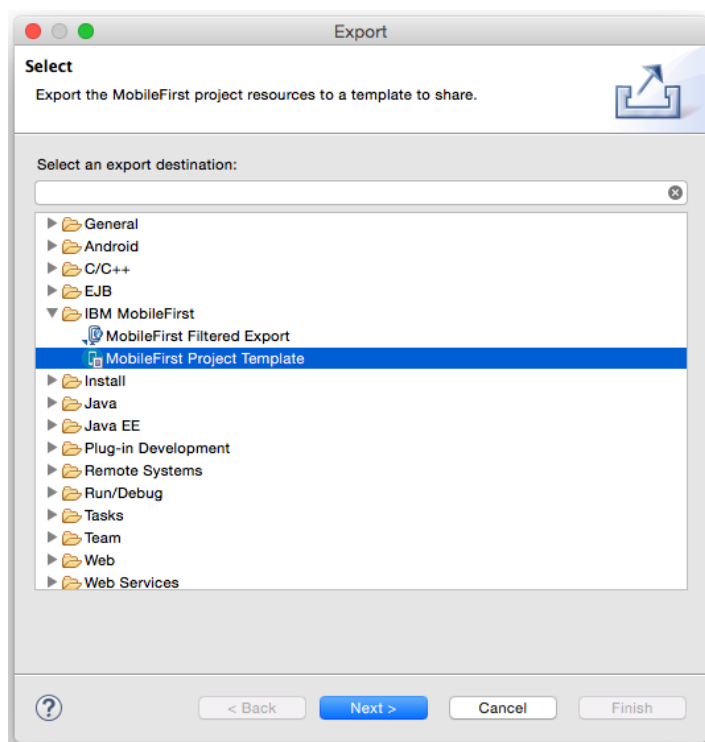 Export
Select
Export the MobileFirst project resources to a template to share.
Select an export destination:
General
Android
C/C++
EJB
IBM MobileFirst
MobileFirst Filtered Export
MobileFirst Project Template
Install
Java
Java EE
Plug-in Development
Remote Systems
Run/Debug
Tasks
Team
Web
Web Services
?
< Back
Next >
Cancel
Finish